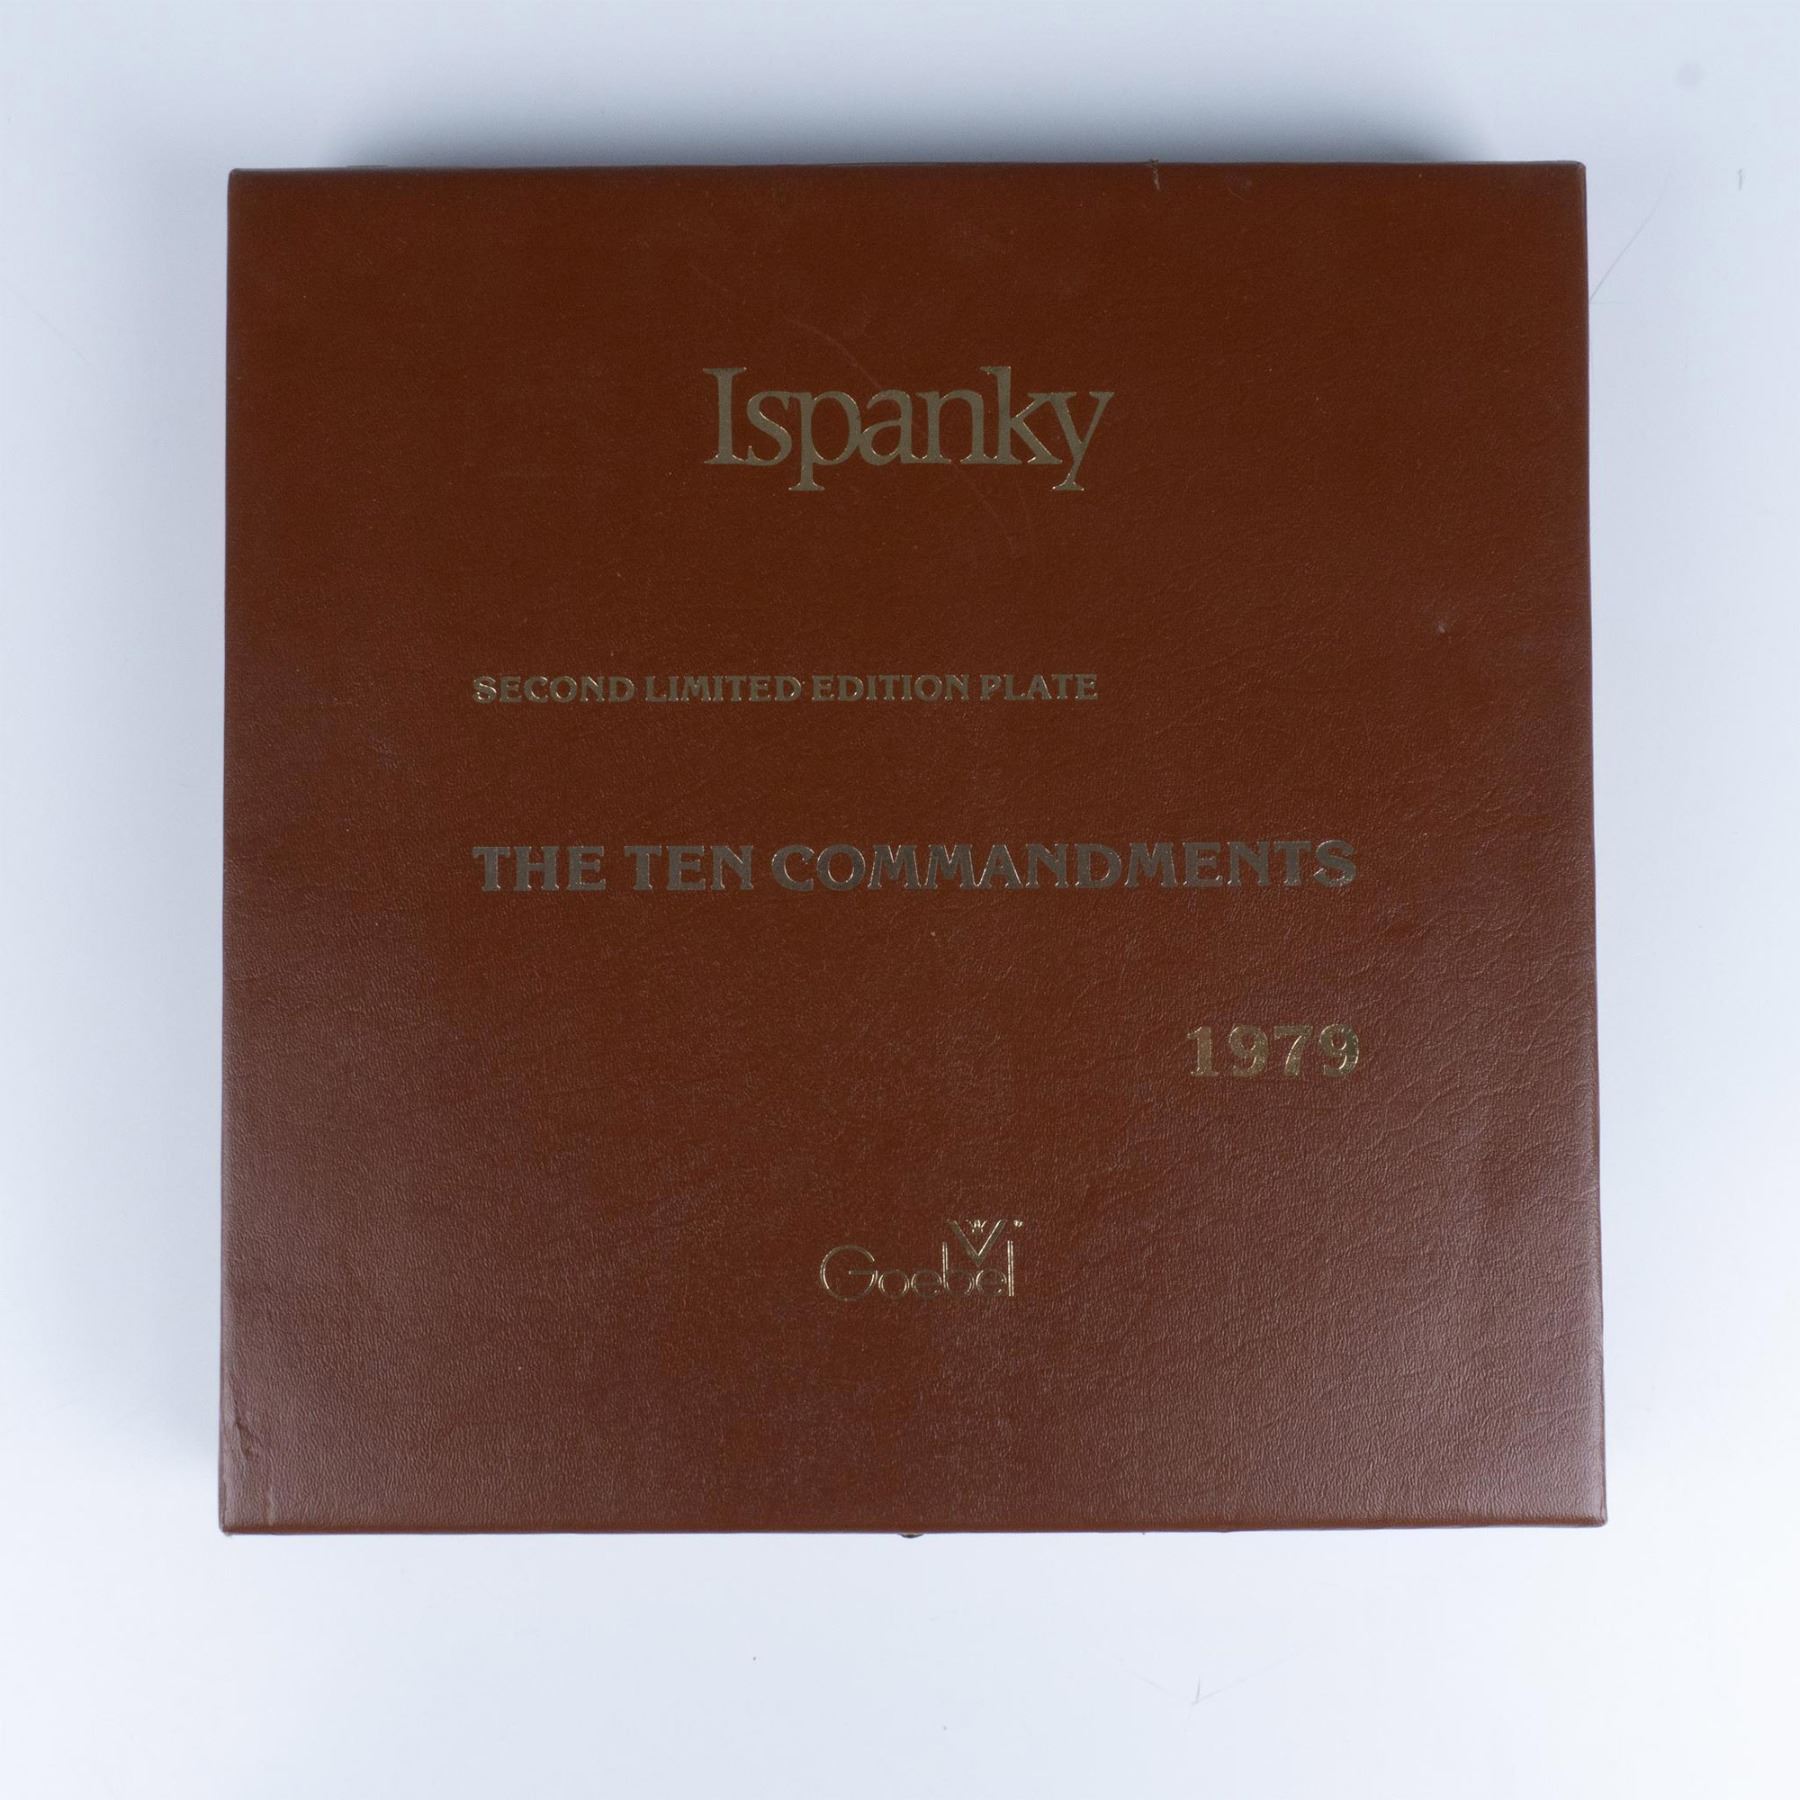 Ispanky
SECOND LIMITED EDITION PLATE
THE TEN COMMANDMENTS
1979
Goebel